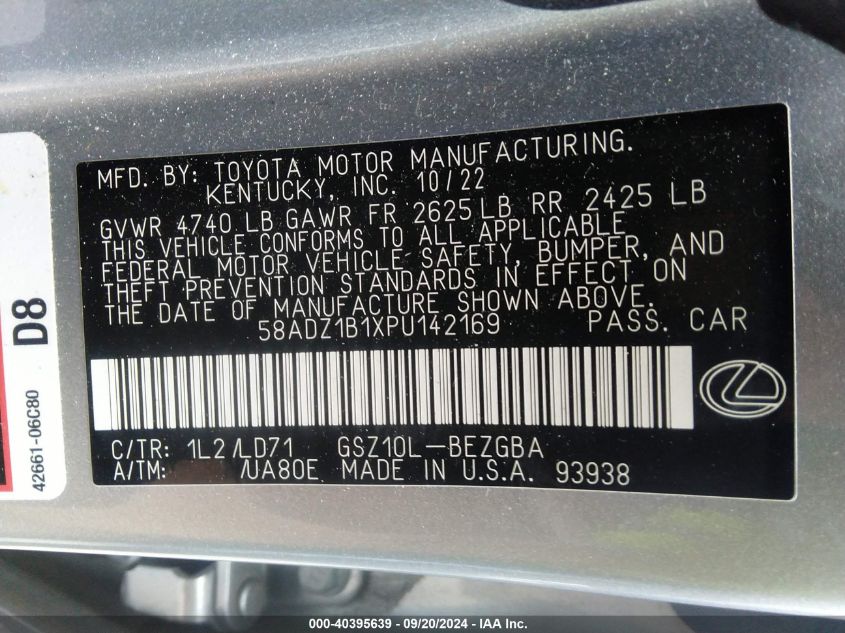 MFD. BY: TOYOTA MOTOR MANUFACTURING.
KENTUCKY, INC. 10/22
GVWR 4740 LB GAWR FR 2625 LB RR 2425 LB
THIS VEHICLE CONFORMS TO ALL APPLICABLE
FEDERAL MOTOR VEHICLE SAFETY, BUMPER, AND
THEFT PREVENTION STANDARDS IN EFFECT ON
THE DATE OF MANUFACTURE SHOWN ABOVE.
58ADZ1B1XPU142169 PASS. CAR
C/TR: 1L2/LD71 GSZ10L-BEZGBA
A/TM: /UA80E MADE IN U.S.A. 93938
D8
42661-06C80
000-40395639 - 09/20/2024 - IAA Inc.